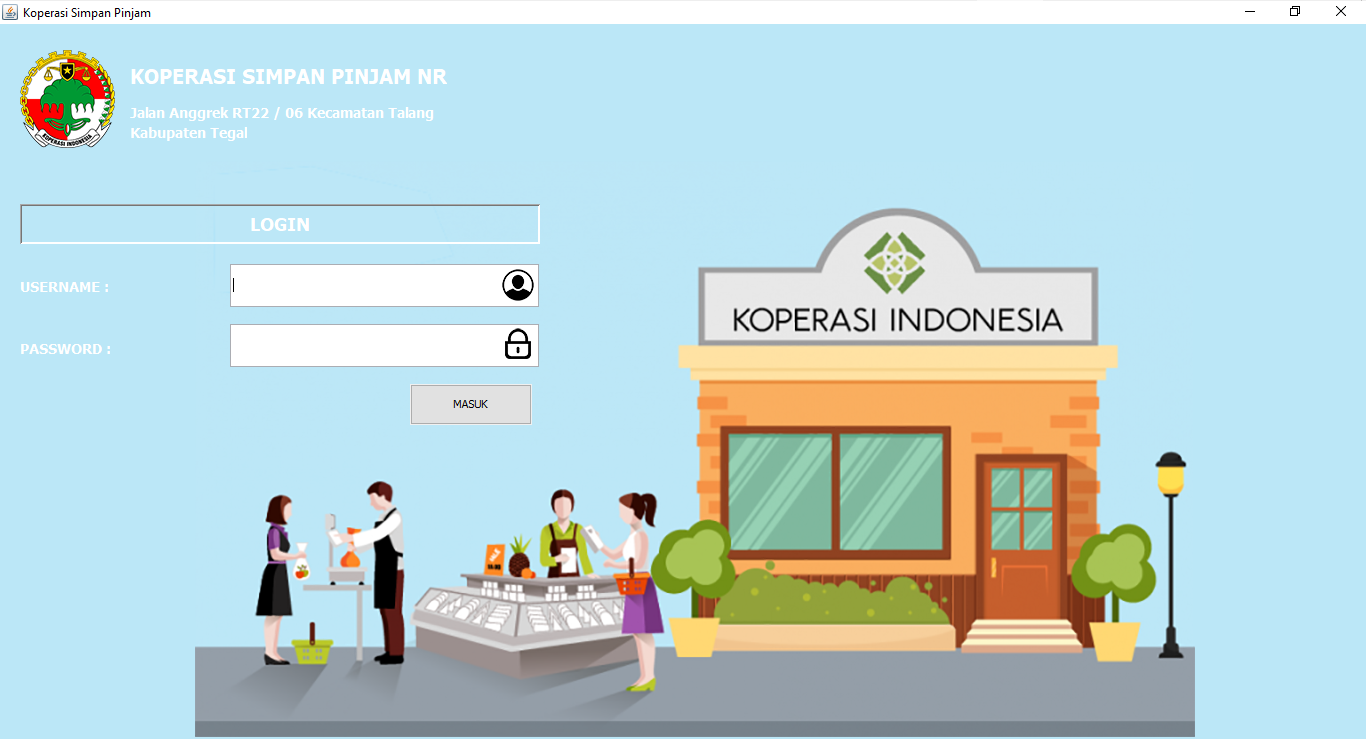 Koperasi Simpan Pinjam
KOPERASI SIMPAN PINJAM NR
Jalan Anggrek RT22 / 06 Kecamatan Talang
Kabupaten Tegal
KOPERASI INDONESIA
LOGIN
USERNAME :
PASSWORD :
MASUK
KOPERASI INDONESIA